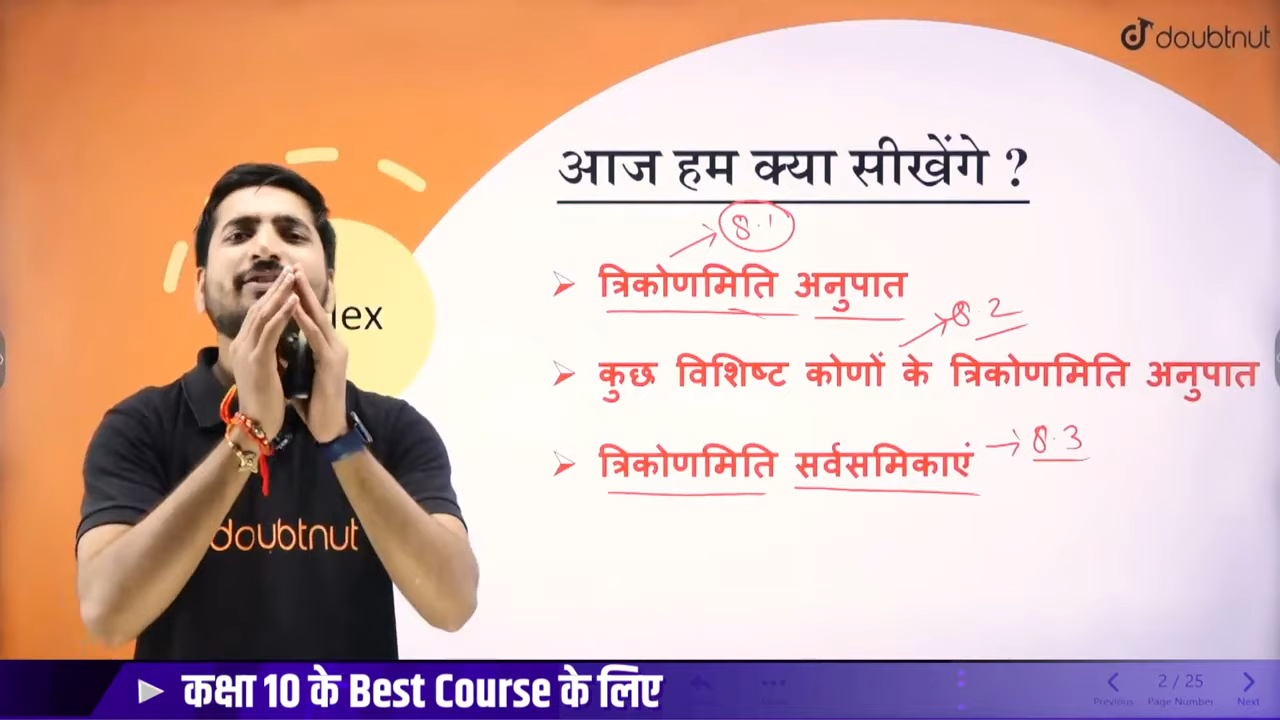 doubtnut
आज हम क्या सीखेंगे ?
8.1
➢ त्रिकोणमिति अनुपात
8.2
➢ कुछ विशिष्ट कोणों के त्रिकोणमिति अनुपात
➢ त्रिकोणमिति सर्वसमिकाएं → 8.3
doubtnut
कक्षा 10 के Best Course के लिए
2 / 25
Previous Page Number Next